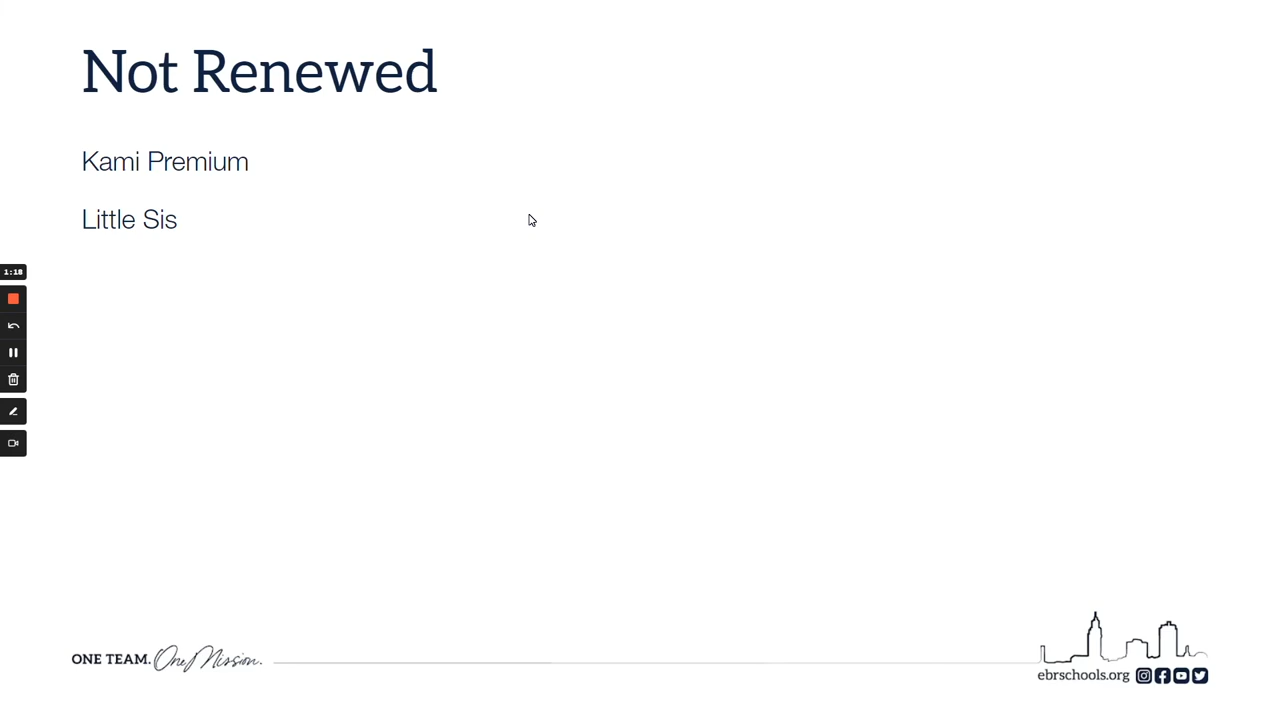 Not Renewed
Kami Premium
Little Sis
1:18
ONE TEAM. One Mission.
ebrschools.org